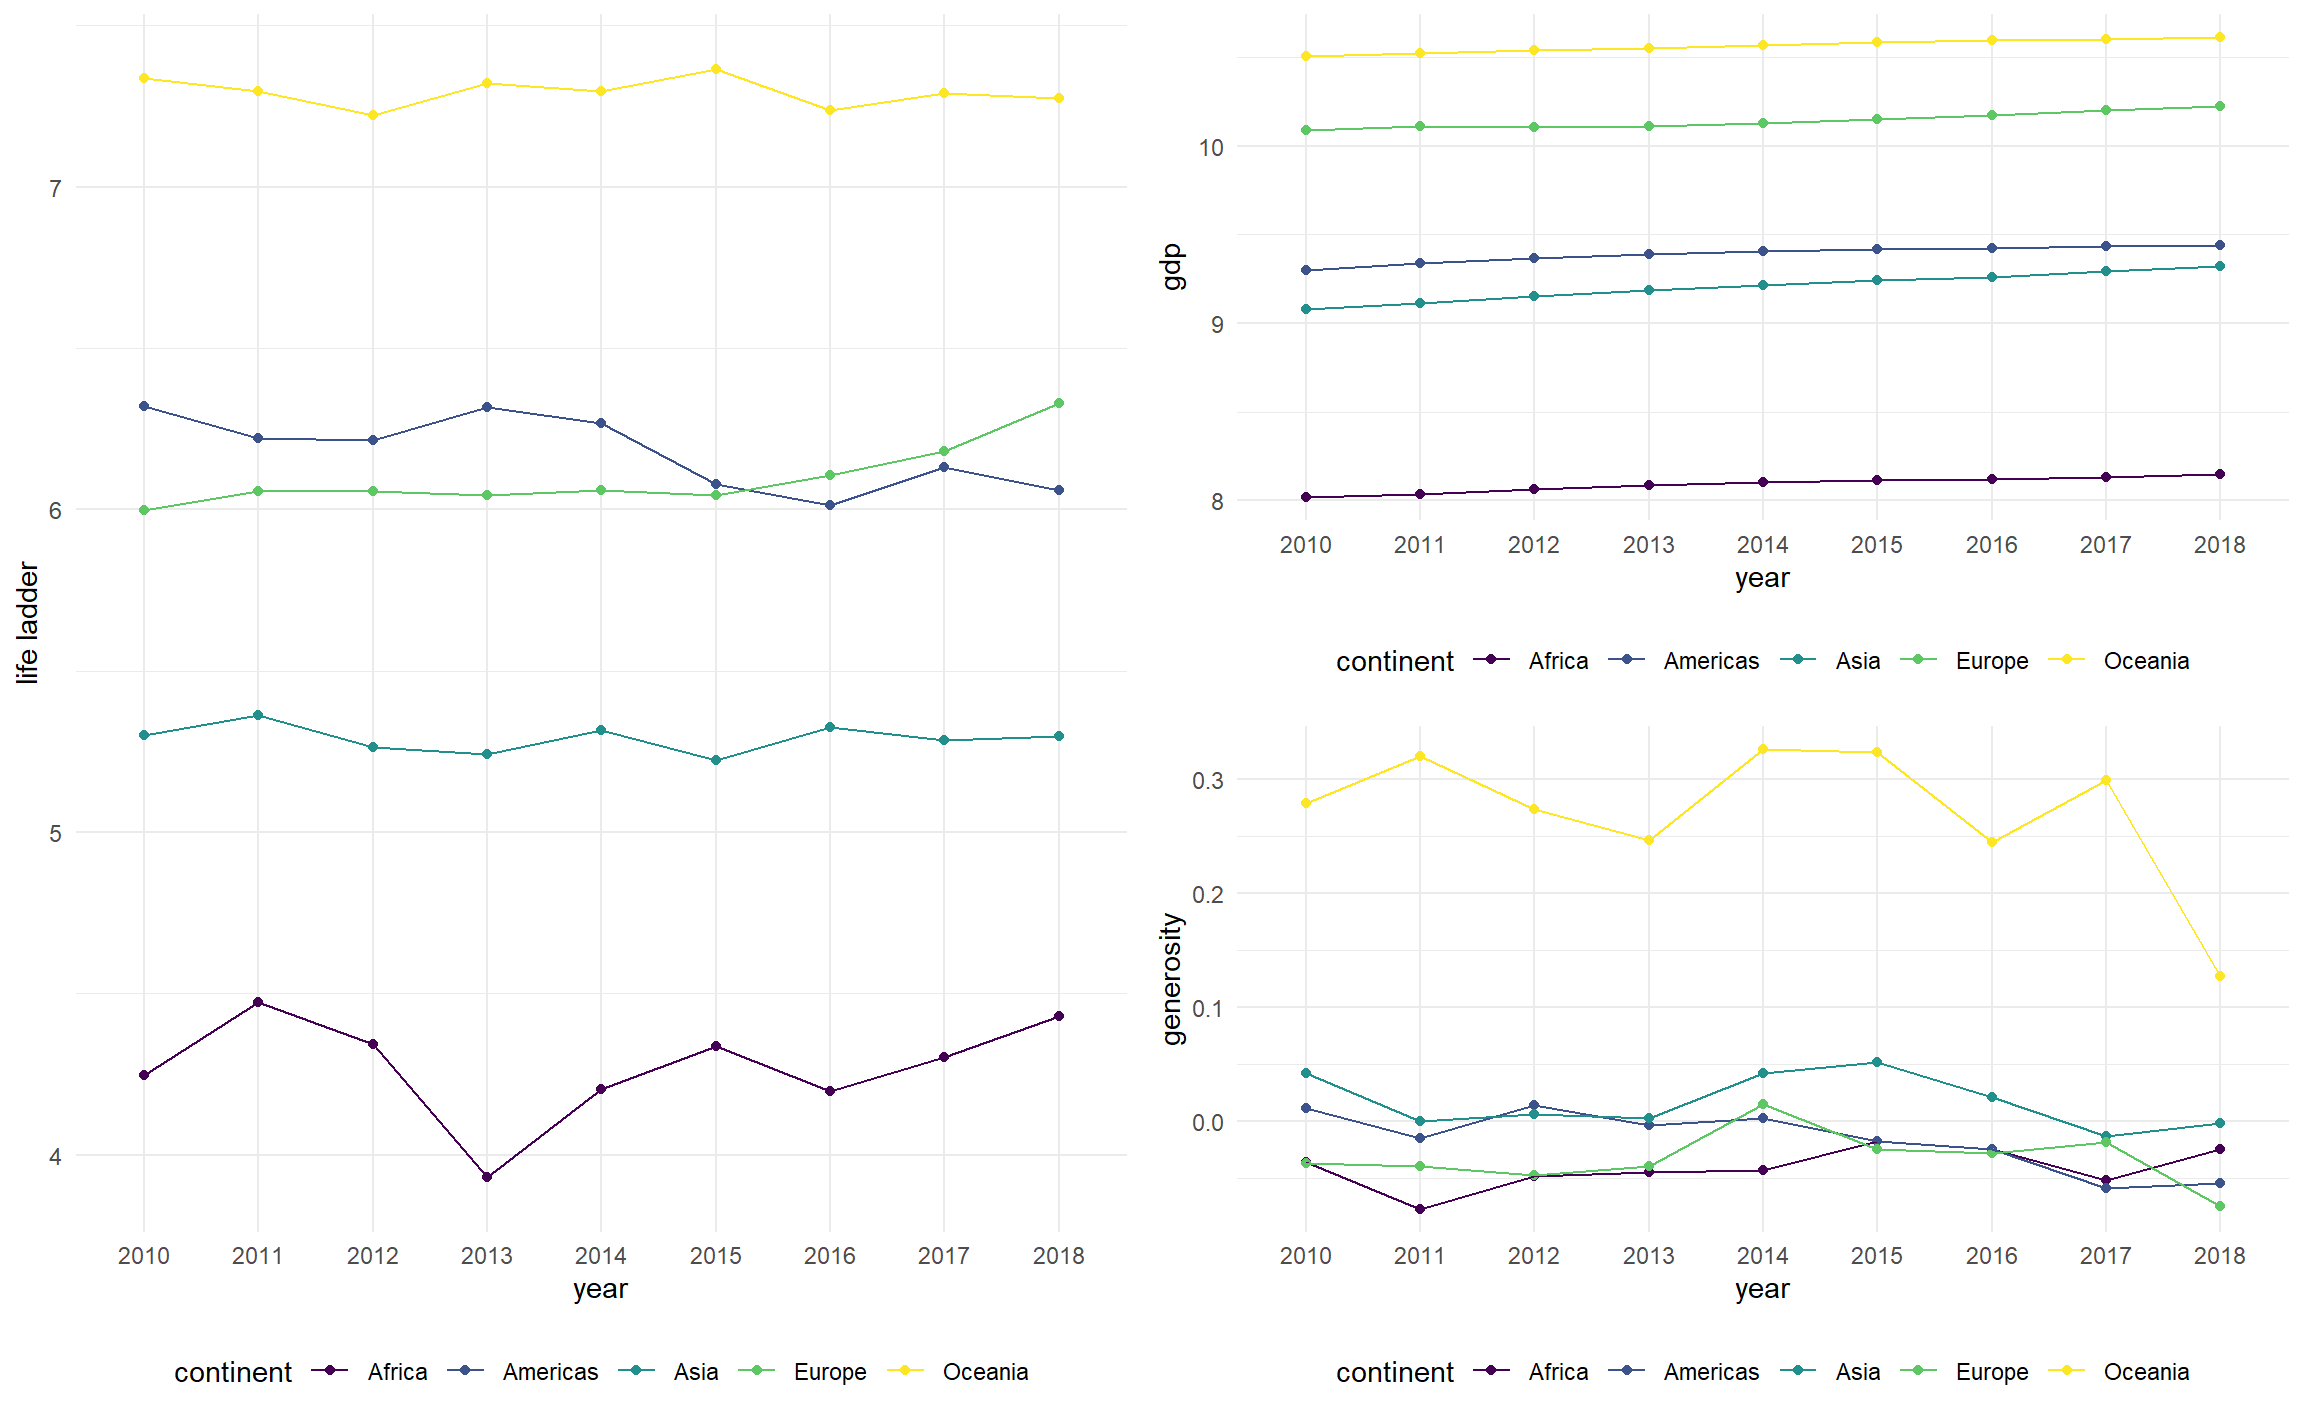 life ladder
7
6
5
4
2010 2011 2012 2013 2014 2015 2016 2017 2018
year
continent Africa Americas Asia Europe Oceania
gdp
10
9
8
2010 2011 2012 2013 2014 2015 2016 2017 2018
year
continent Africa Americas Asia Europe Oceania
generosity
0.3
0.2
0.1
0.0
2010 2011 2012 2013 2014 2015 2016 2017 2018
year
continent Africa Americas Asia Europe Oceania